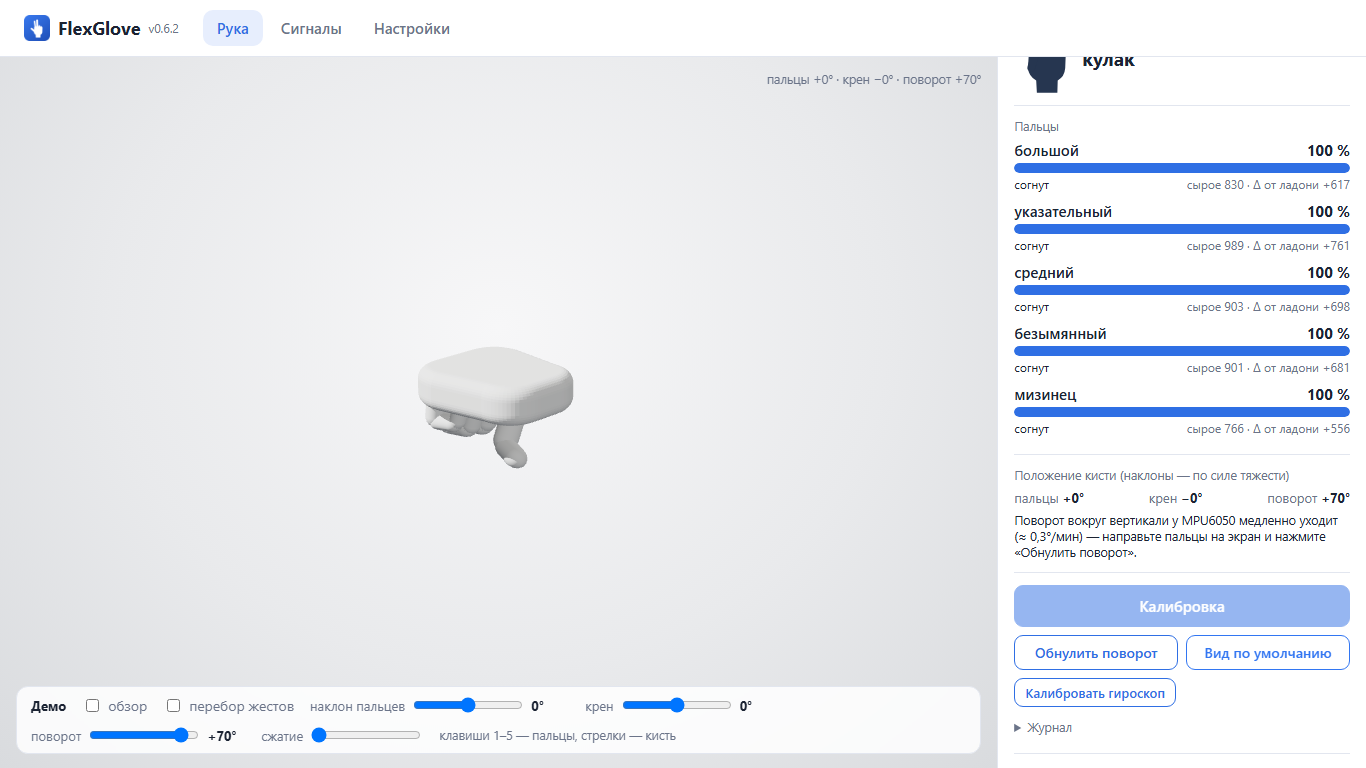 FlexGlove v0.6.2 Рука Сигналы Настройки
пальцы +0° · крен −0° · поворот +70°
кулак
Пальцы
большой 100 %
согнут сырое 830 · Δ от ладони +617
указательный 100 %
согнут сырое 989 · Δ от ладони +761
средний 100 %
согнут сырое 903 · Δ от ладони +698
безымянный 100 %
согнут сырое 901 · Δ от ладони +681
мизинец 100 %
согнут сырое 766 · Δ от ладони +556
Положение кисти (наклоны — по силе тяжести)
пальцы +0° крен −0° поворот +70°
Поворот вокруг вертикали у MPU6050 медленно уходит
(≈ 0,3°/мин) — направьте пальцы на экран и нажмите
«Обнулить поворот».
Калибровка
Обнулить поворот Вид по умолчанию
Калибровать гироскоп
Журнал
Демо обзор перебор жестов наклон пальцев 0° крен 0°
поворот +70° сжатие клавиши 1–5 — пальцы, стрелки — кисть